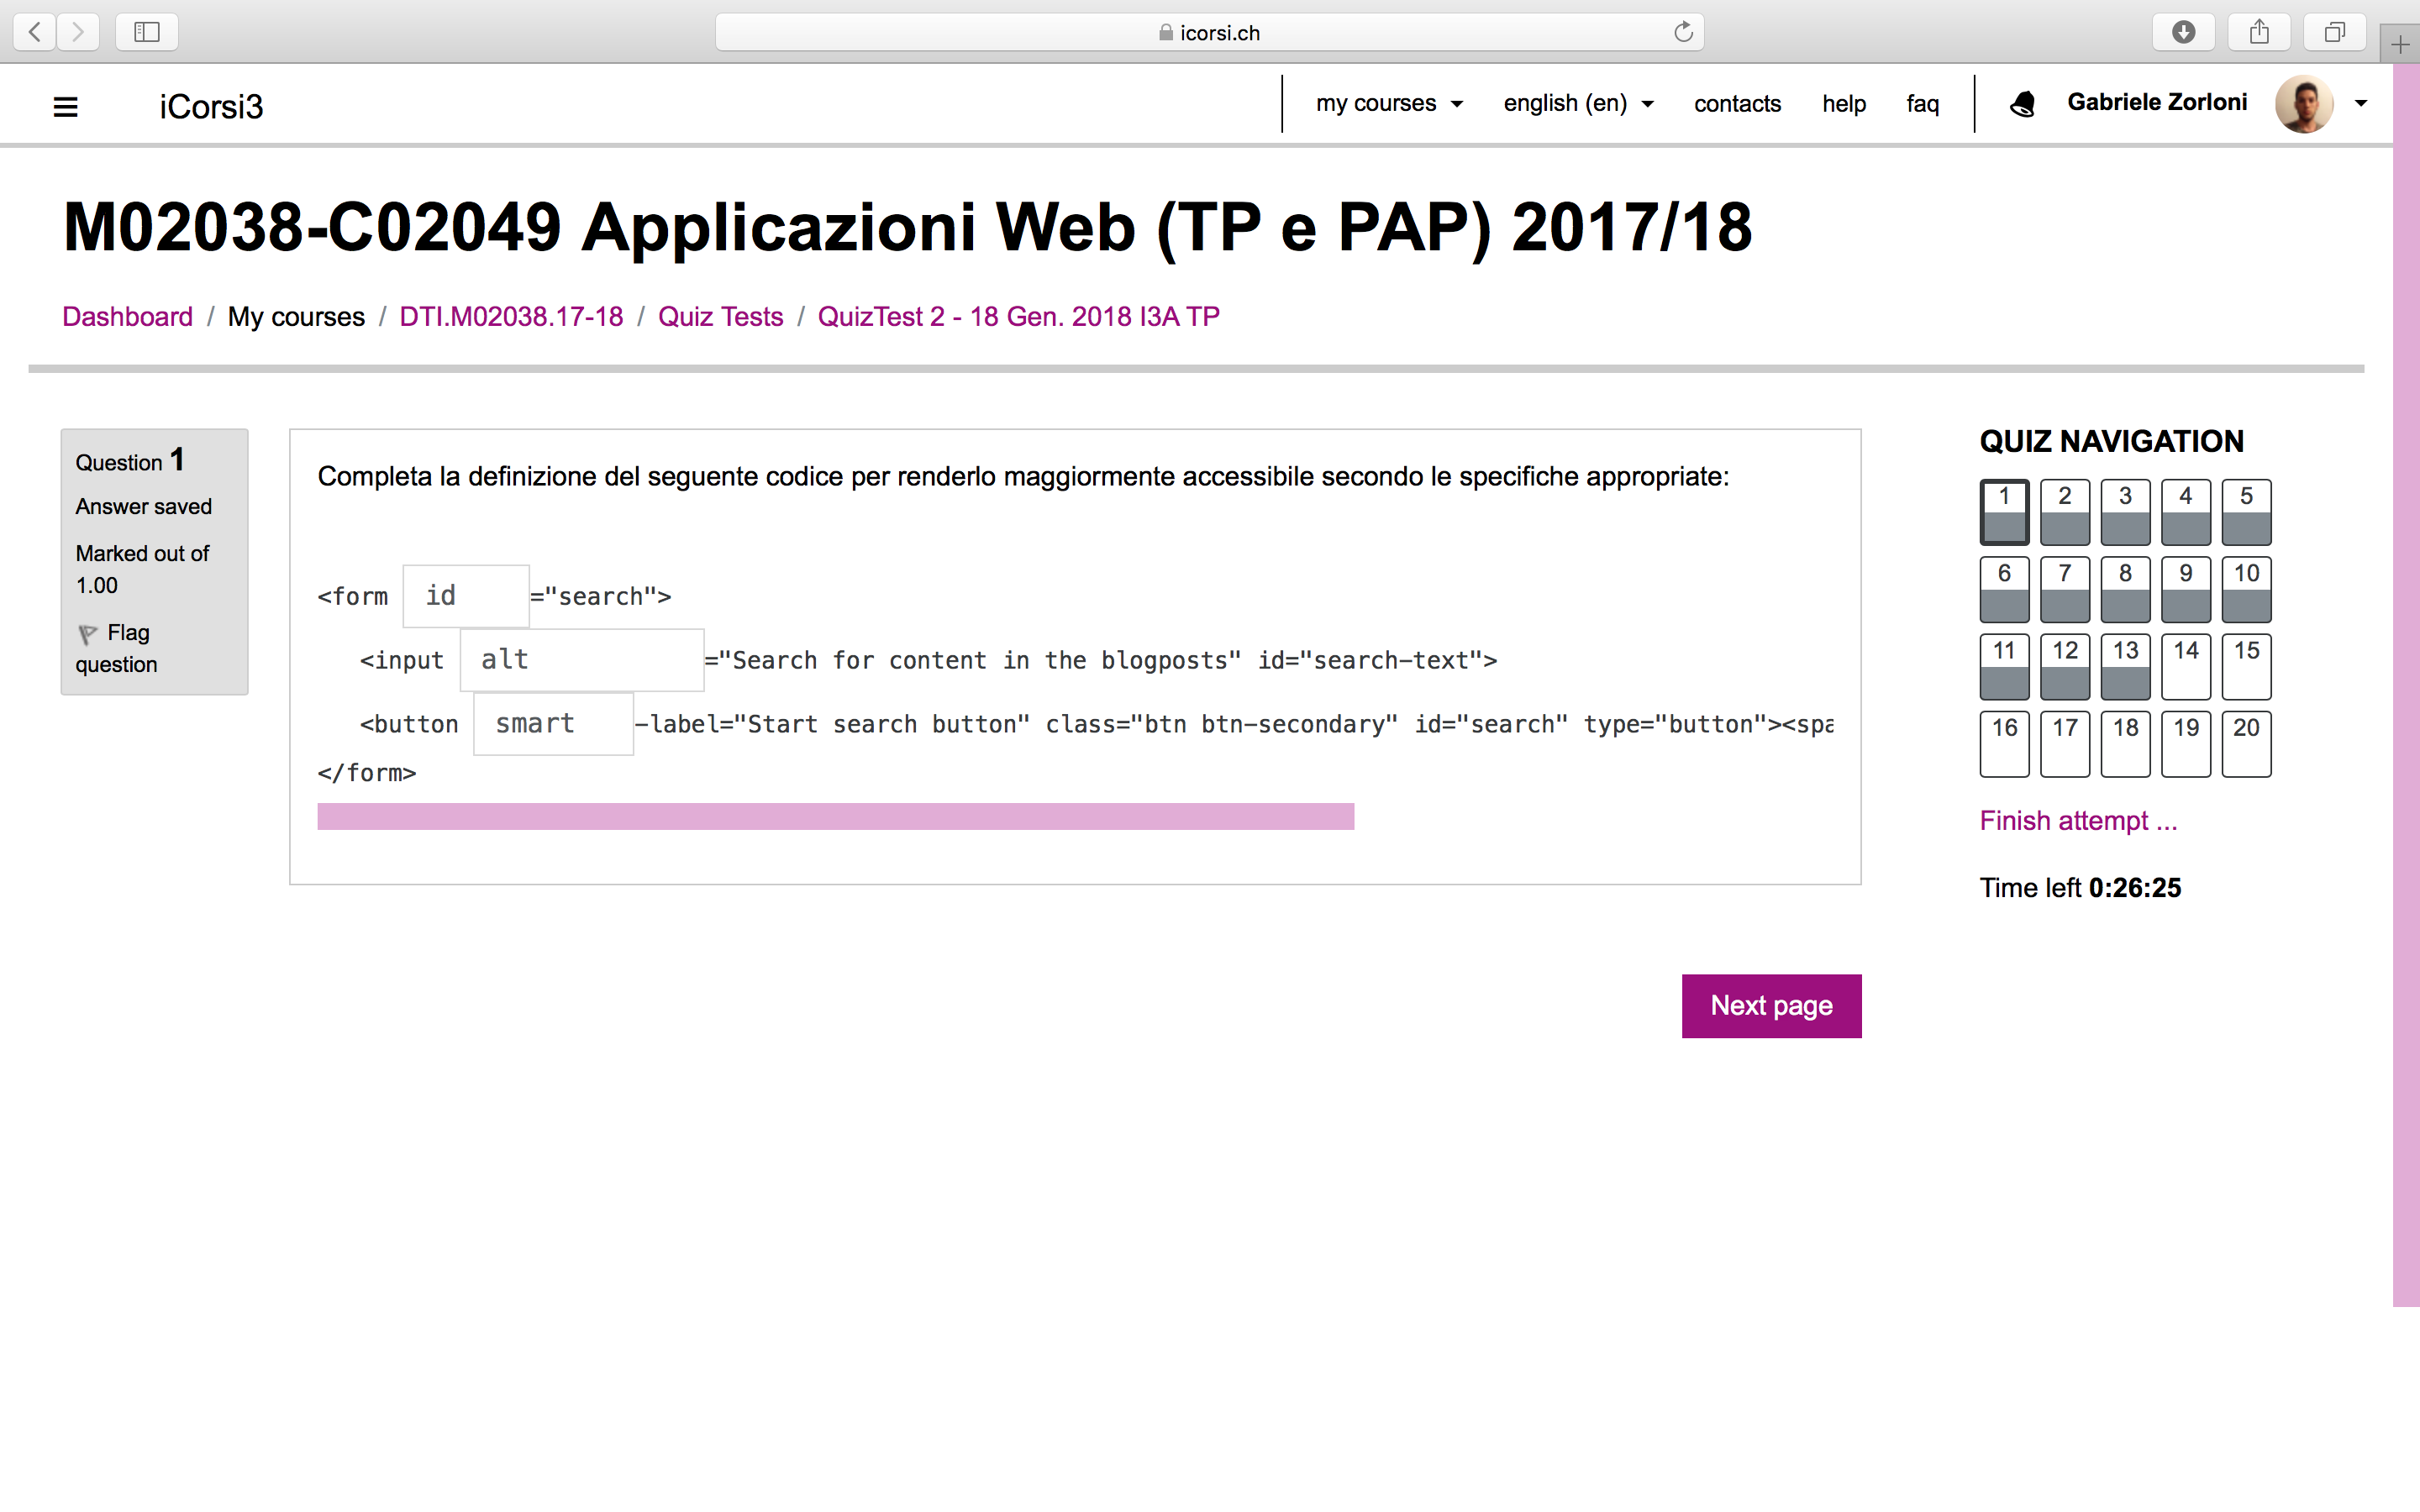 icorsi.ch
iCorsi3
my courses
english (en)
contacts
help
faq
Gabriele Zorloni
M02038-C02049 Applicazioni Web (TP e PAP) 2017/18
Dashboard / My courses / DTI.M02038.17-18 / Quiz Tests / QuizTest 2 - 18 Gen. 2018 I3A TP
Question 1
Answer saved
Marked out of
1.00
Flag
question
Completa la definizione del seguente codice per renderlo maggiormente accessibile secondo le specifiche appropriate:
<form id ="search">
<input alt ="Search for content in the blogposts" id="search-text">
<button smart -label="Start search button" class="btn btn-secondary" id="search" type="button"><spa
</form>
Next page
QUIZ NAVIGATION
1 2 3 4 5
6 7 8 9 10
11 12 13 14 15
16 17 18 19 20
Finish attempt ...
Time left 0:26:25